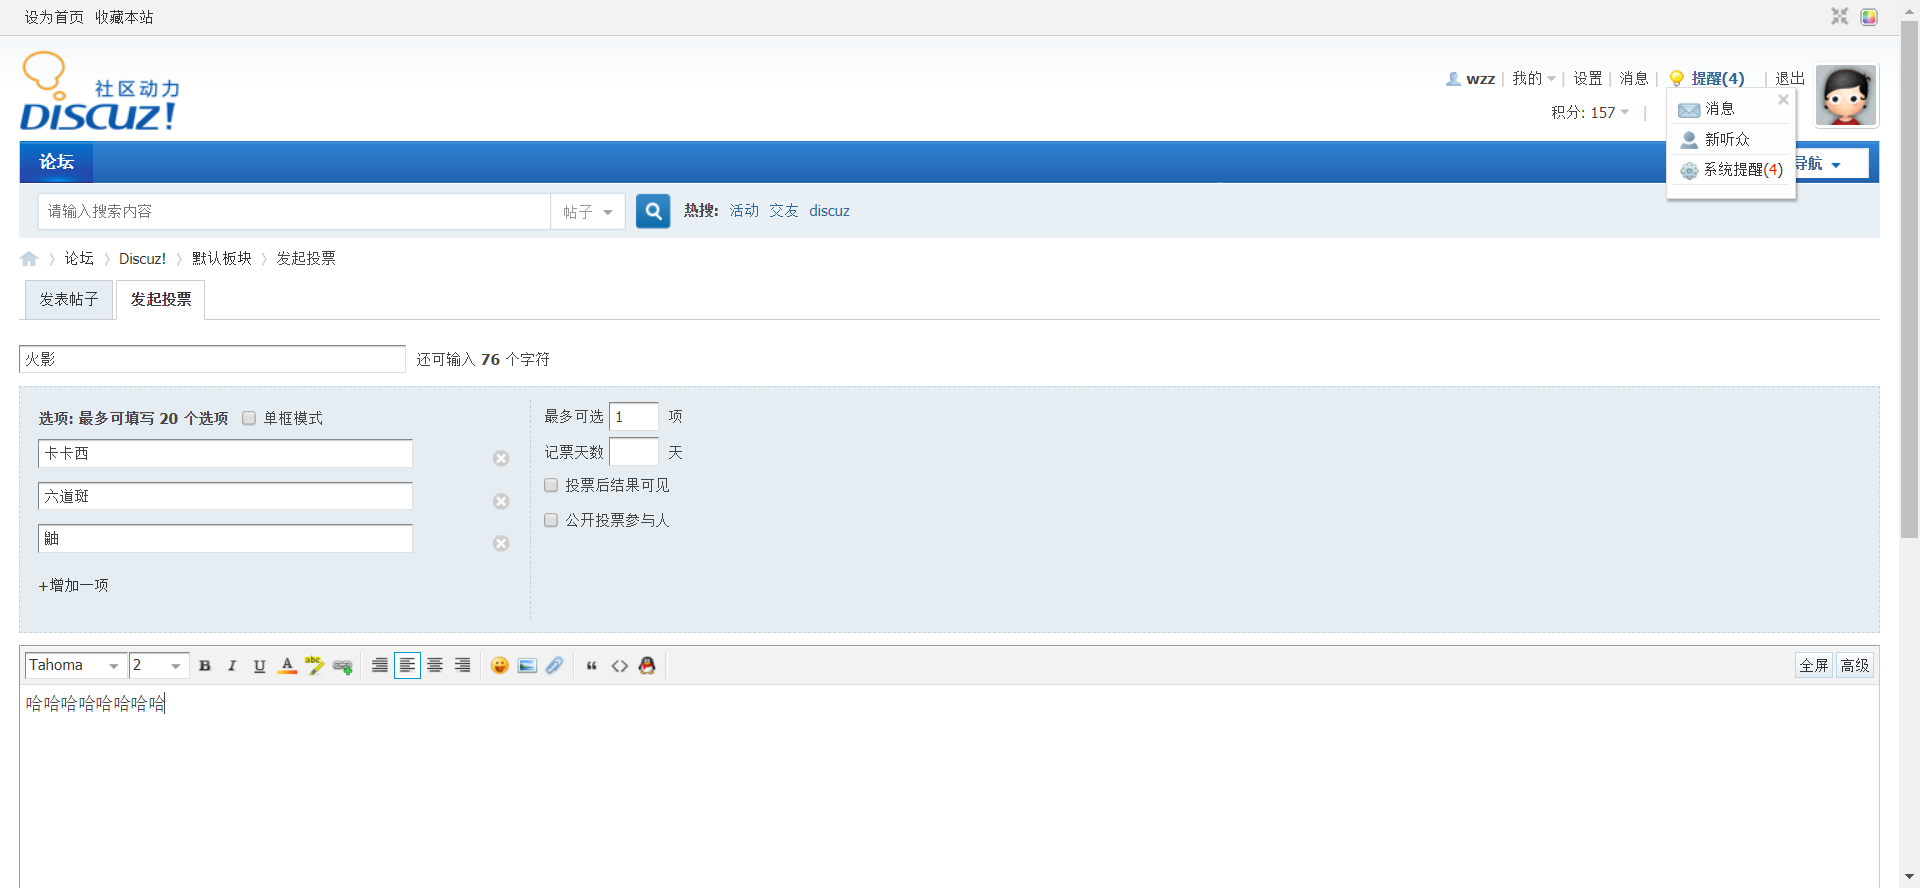 设为首页 收藏本站
社区动力
DISCUZ!
wzz | 我的 | 设置 | 消息 | 提醒(4) | 退出
积分: 157 |
消息
新听众
系统提醒(4)
论坛
导航
请输入搜索内容 帖子 热搜: 活动 交友 discuz
论坛 Discuz! 默认板块 发起投票
发表帖子 发起投票
火影 还可输入 76 个字符
选项: 最多可填写 20 个选项 单框模式
卡卡西
六道斑
鼬
+增加一项
最多可选 1 项
记票天数 天
投票后结果可见
公开投票参与人
Tahoma 2 B I U A abc “ <> 全屏 高级
哈哈哈哈哈哈哈哈